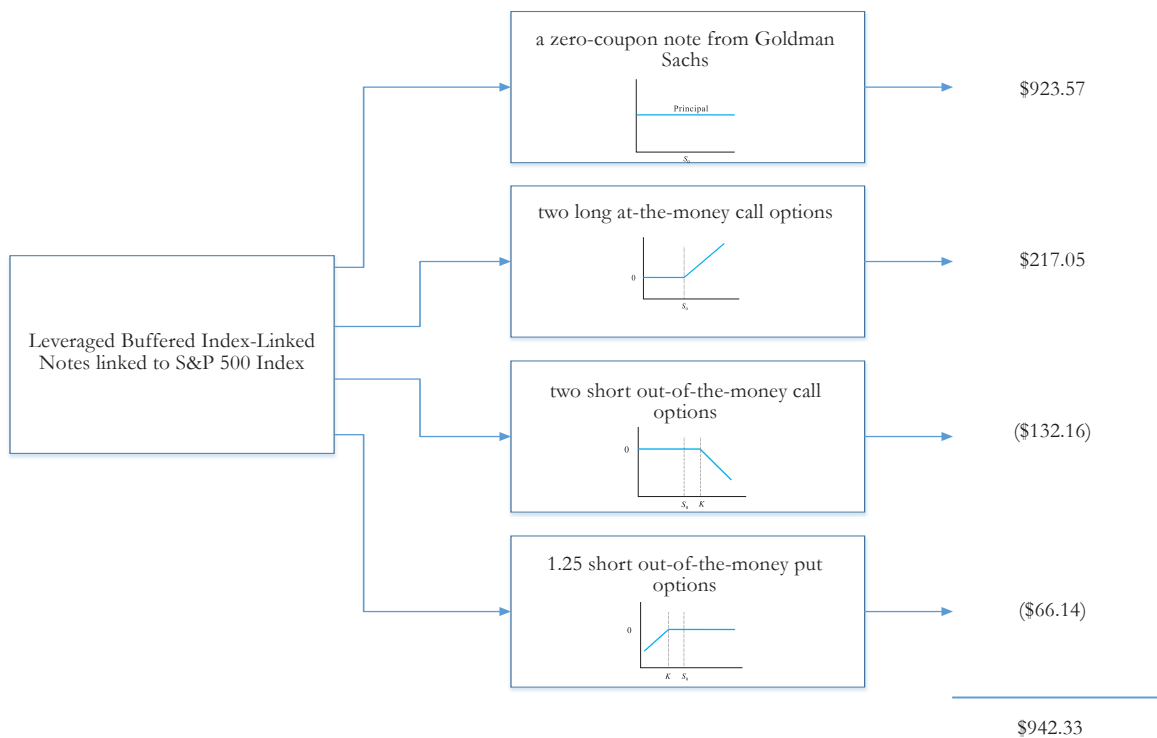 a zero-coupon note from Goldman
Sachs
Principal
S₀
$923.57
two long at-the-money call options
0
S₀
$217.05
Leveraged Buffered Index-Linked
Notes linked to S&P 500 Index
two short out-of-the-money call
options
0
S₀ K
($132.16)
1.25 short out-of-the-money put
options
0
K S₀
($66.14)
$942.33